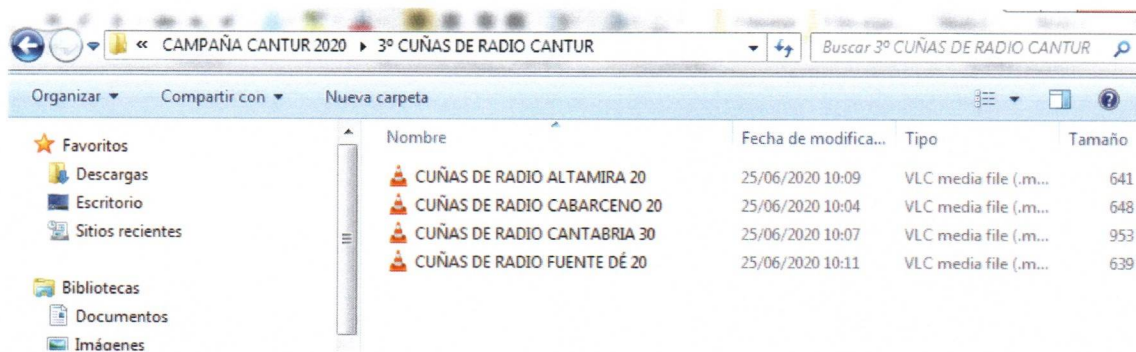 « CAMPAÑA CANTUR 2020 ▸ 3º CUÑAS DE RADIO CANTUR
Buscar 3º CUÑAS DE RADIO CANTUR
Organizar ▾ Compartir con ▾ Nueva carpeta
Favoritos
Descargas
Escritorio
Sitios recientes
Bibliotecas
Documentos
Imágenes
Nombre Fecha de modifica... Tipo Tamaño
CUÑAS DE RADIO ALTAMIRA 20 25/06/2020 10:09 VLC media file (.m... 641
CUÑAS DE RADIO CABARCENO 20 25/06/2020 10:04 VLC media file (.m... 648
CUÑAS DE RADIO CANTABRIA 30 25/06/2020 10:07 VLC media file (.m... 953
CUÑAS DE RADIO FUENTE DÉ 20 25/06/2020 10:11 VLC media file (.m... 639